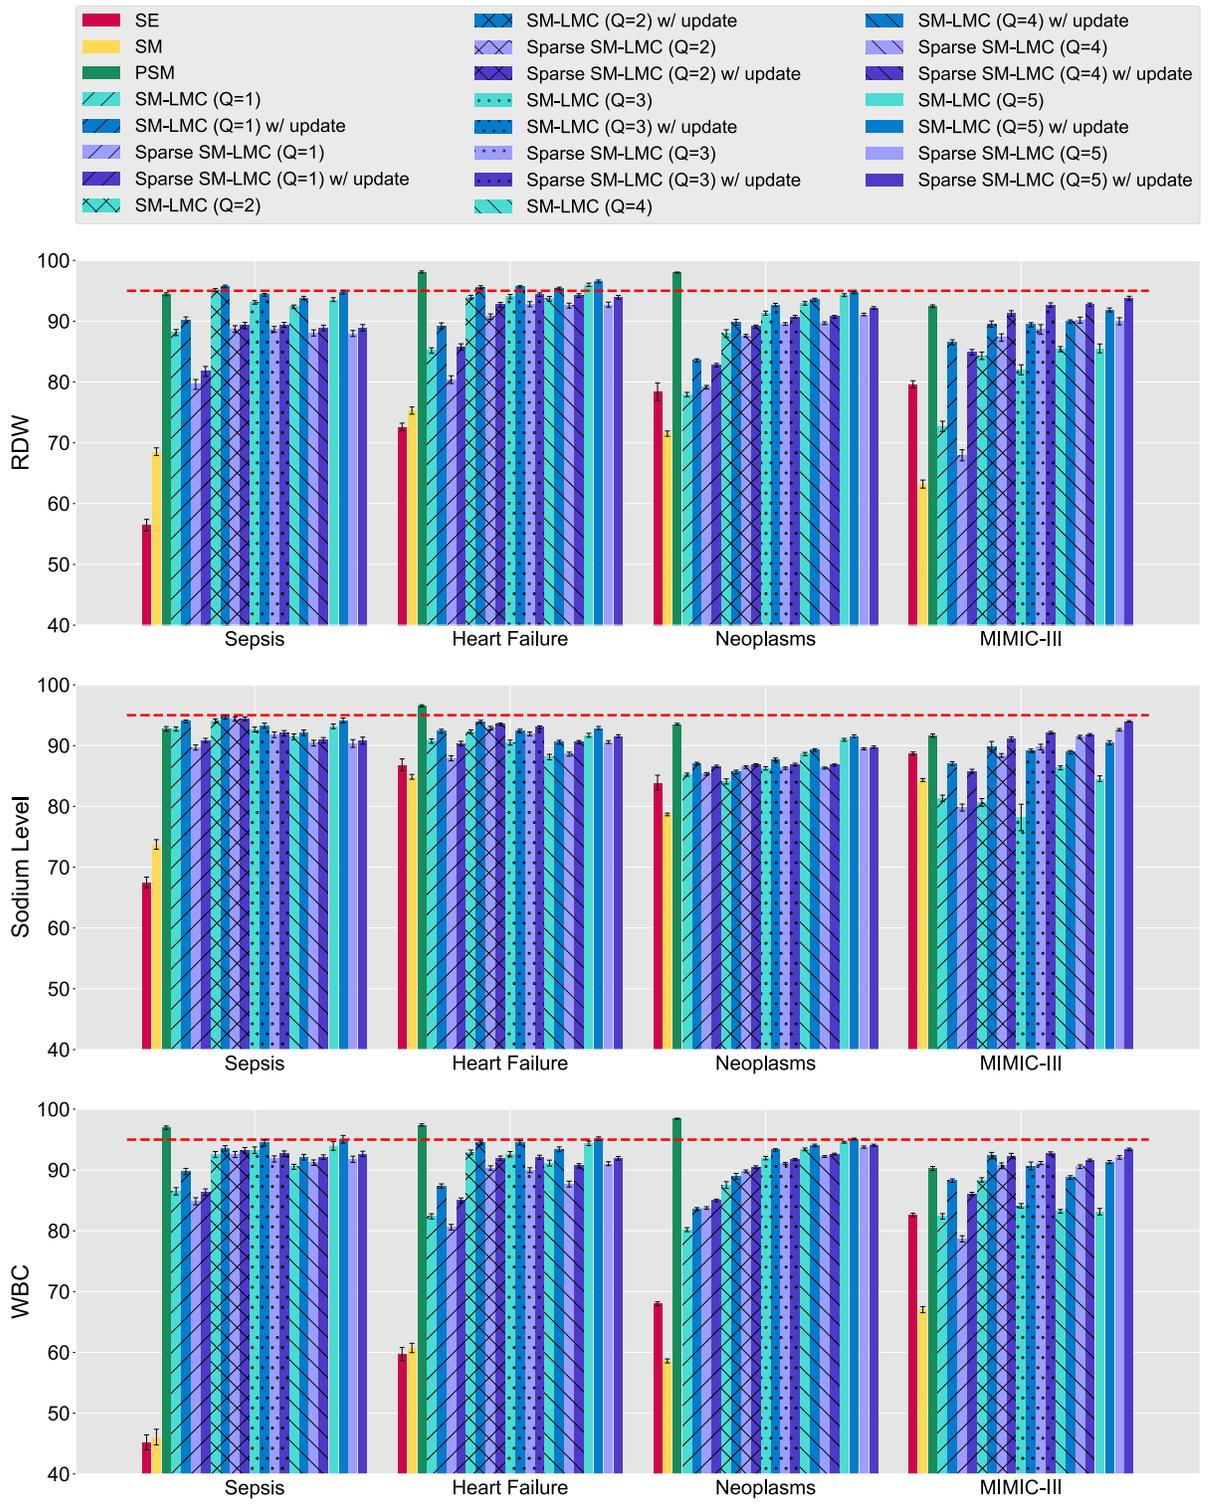 SE
SM
PSM
SM-LMC (Q=1)
SM-LMC (Q=1) w/ update
Sparse SM-LMC (Q=1)
Sparse SM-LMC (Q=1) w/ update
SM-LMC (Q=2)
SM-LMC (Q=2) w/ update
Sparse SM-LMC (Q=2)
Sparse SM-LMC (Q=2) w/ update
SM-LMC (Q=3)
SM-LMC (Q=3) w/ update
Sparse SM-LMC (Q=3)
Sparse SM-LMC (Q=3) w/ update
SM-LMC (Q=4)
SM-LMC (Q=4) w/ update
Sparse SM-LMC (Q=4)
Sparse SM-LMC (Q=4) w/ update
SM-LMC (Q=5)
SM-LMC (Q=5) w/ update
Sparse SM-LMC (Q=5)
Sparse SM-LMC (Q=5) w/ update
RDW
100
90
80
70
60
50
40
Sepsis Heart Failure Neoplasms MIMIC-III
Sodium Level
100
90
80
70
60
50
40
Sepsis Heart Failure Neoplasms MIMIC-III
WBC
100
90
80
70
60
50
40
Sepsis Heart Failure Neoplasms MIMIC-III